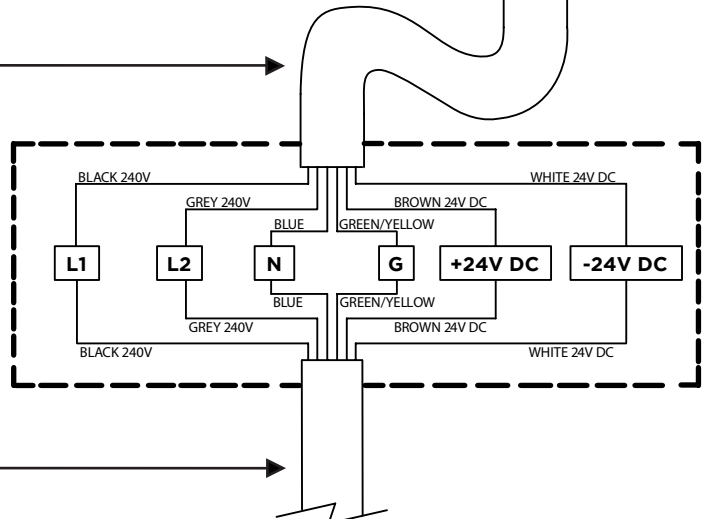 BLACK 240V
WHITE 24V DC
GREY 240V
BROWN 24V DC
BLUE
GREEN/YELLOW
L1
L2
N
G
+24V DC
-24V DC
BLUE
GREEN/YELLOW
GREY 240V
BROWN 24V DC
BLACK 240V
WHITE 24V DC